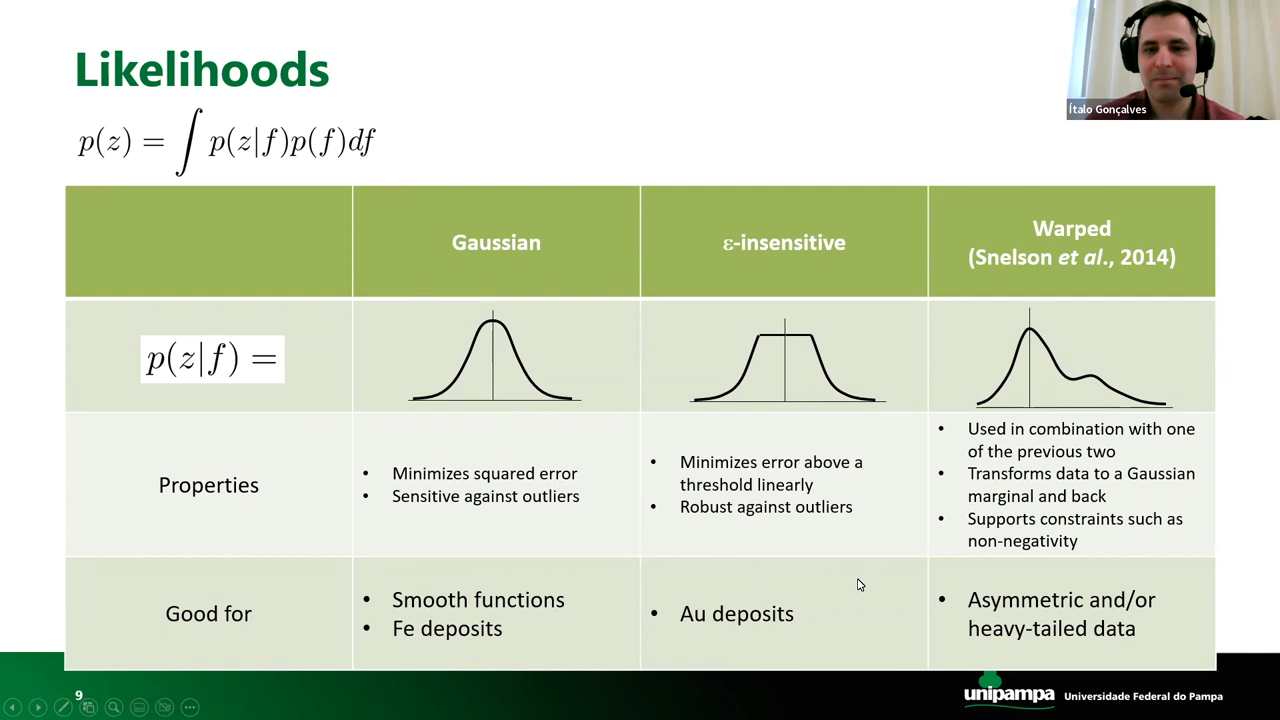 Likelihoods
p(z) = ∫ p(z|f)p(f)df
Ítalo Gonçalves
Gaussian
ε-insensitive
Warped
(Snelson et al., 2014)
p(z|f) =
Properties
• Minimizes squared error
• Sensitive against outliers
• Minimizes error above a
threshold linearly
• Robust against outliers
• Used in combination with one
of the previous two
• Transforms data to a Gaussian
marginal and back
• Supports constraints such as
non-negativity
Good for
• Smooth functions
• Fe deposits
• Au deposits
• Asymmetric and/or
heavy-tailed data
9
unipampa
Universidade Federal do Pampa